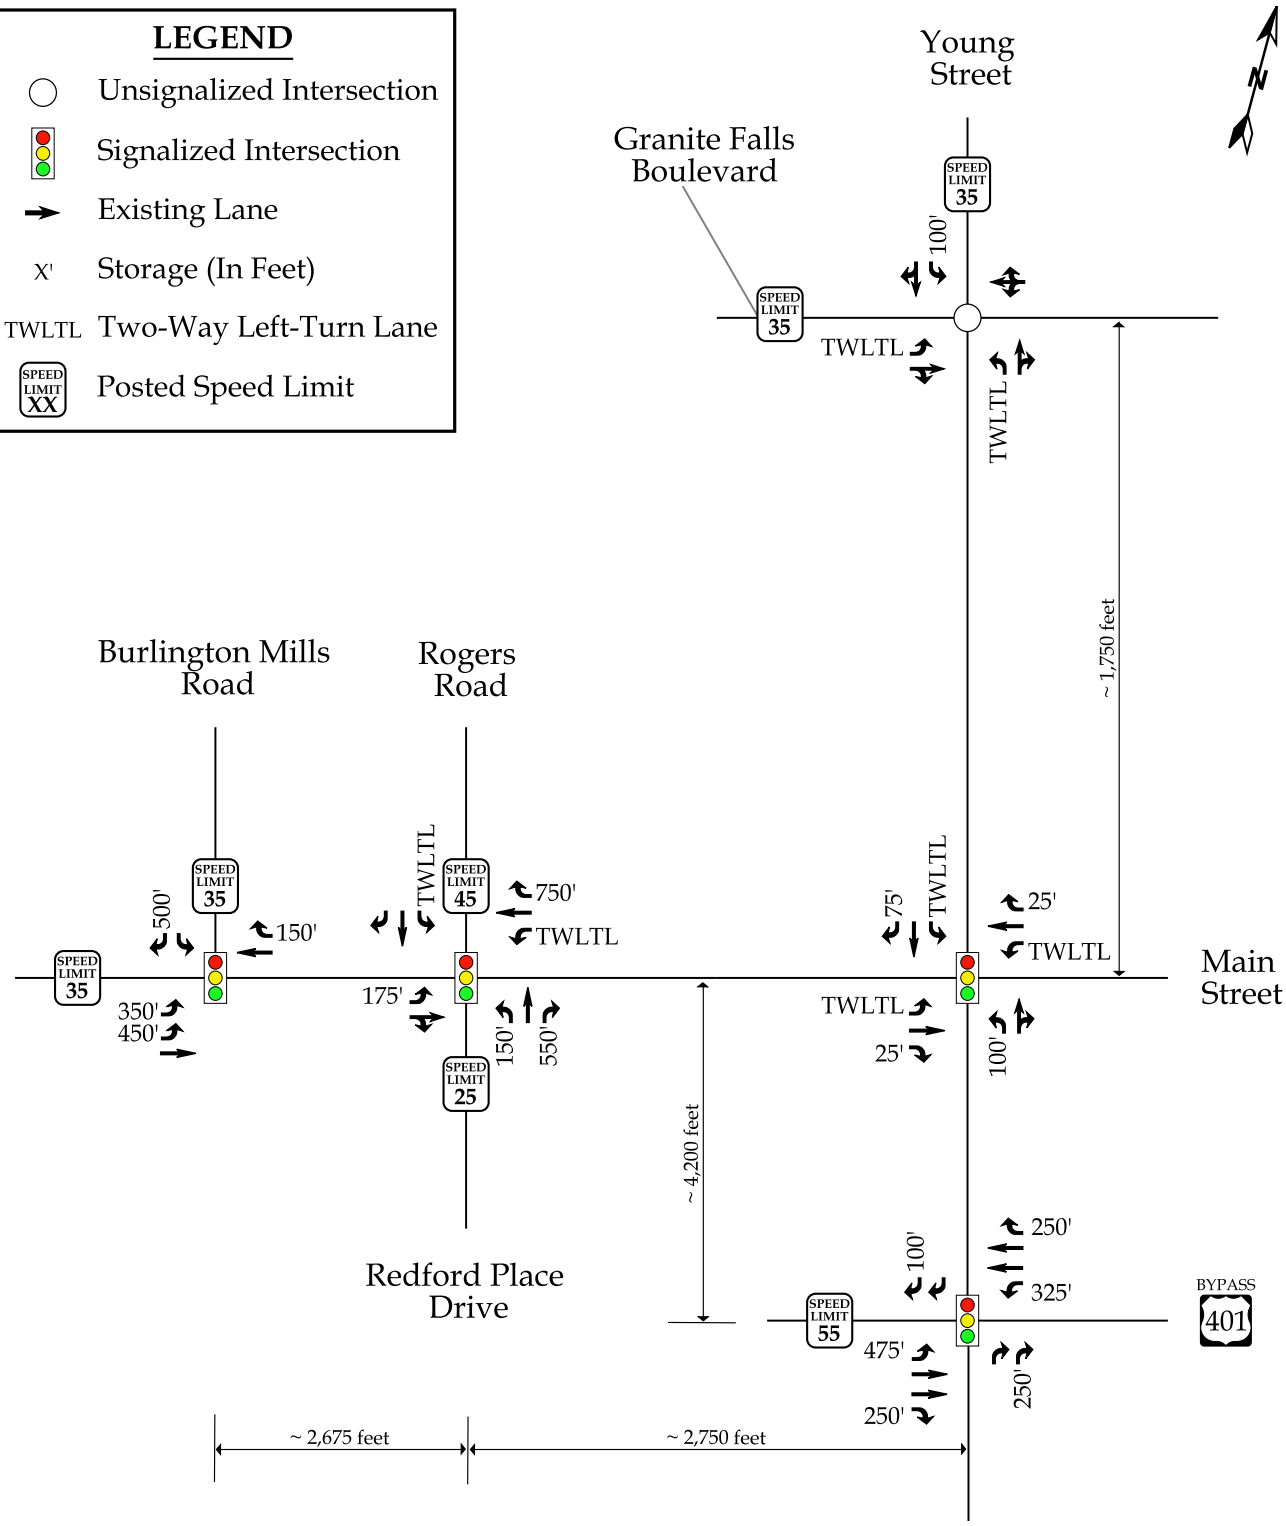 LEGEND
Unsignalized Intersection
Signalized Intersection
Existing Lane
X' Storage (In Feet)
TWLTL Two-Way Left-Turn Lane
SPEED
LIMIT
XX
Posted Speed Limit
Young
Street
N
Granite Falls
Boulevard
SPEED
LIMIT
35
100'
SPEED
LIMIT
35
TWLTL
TWLTL
~ 1,750 feet
Burlington Mills
Road
Rogers
Road
SPEED
LIMIT
35
500'
150'
SPEED
LIMIT
35
350'
450'
TWLTL
SPEED
LIMIT
45
750'
TWLTL
175'
150'
550'
SPEED
LIMIT
25
75'
TWLTL
25'
TWLTL
TWLTL
25'
100'
Main
Street
~ 4,200 feet
Redford Place
Drive
100'
250'
325'
SPEED
LIMIT
55
475'
250'
250'
BYPASS
401
~ 2,675 feet
~ 2,750 feet